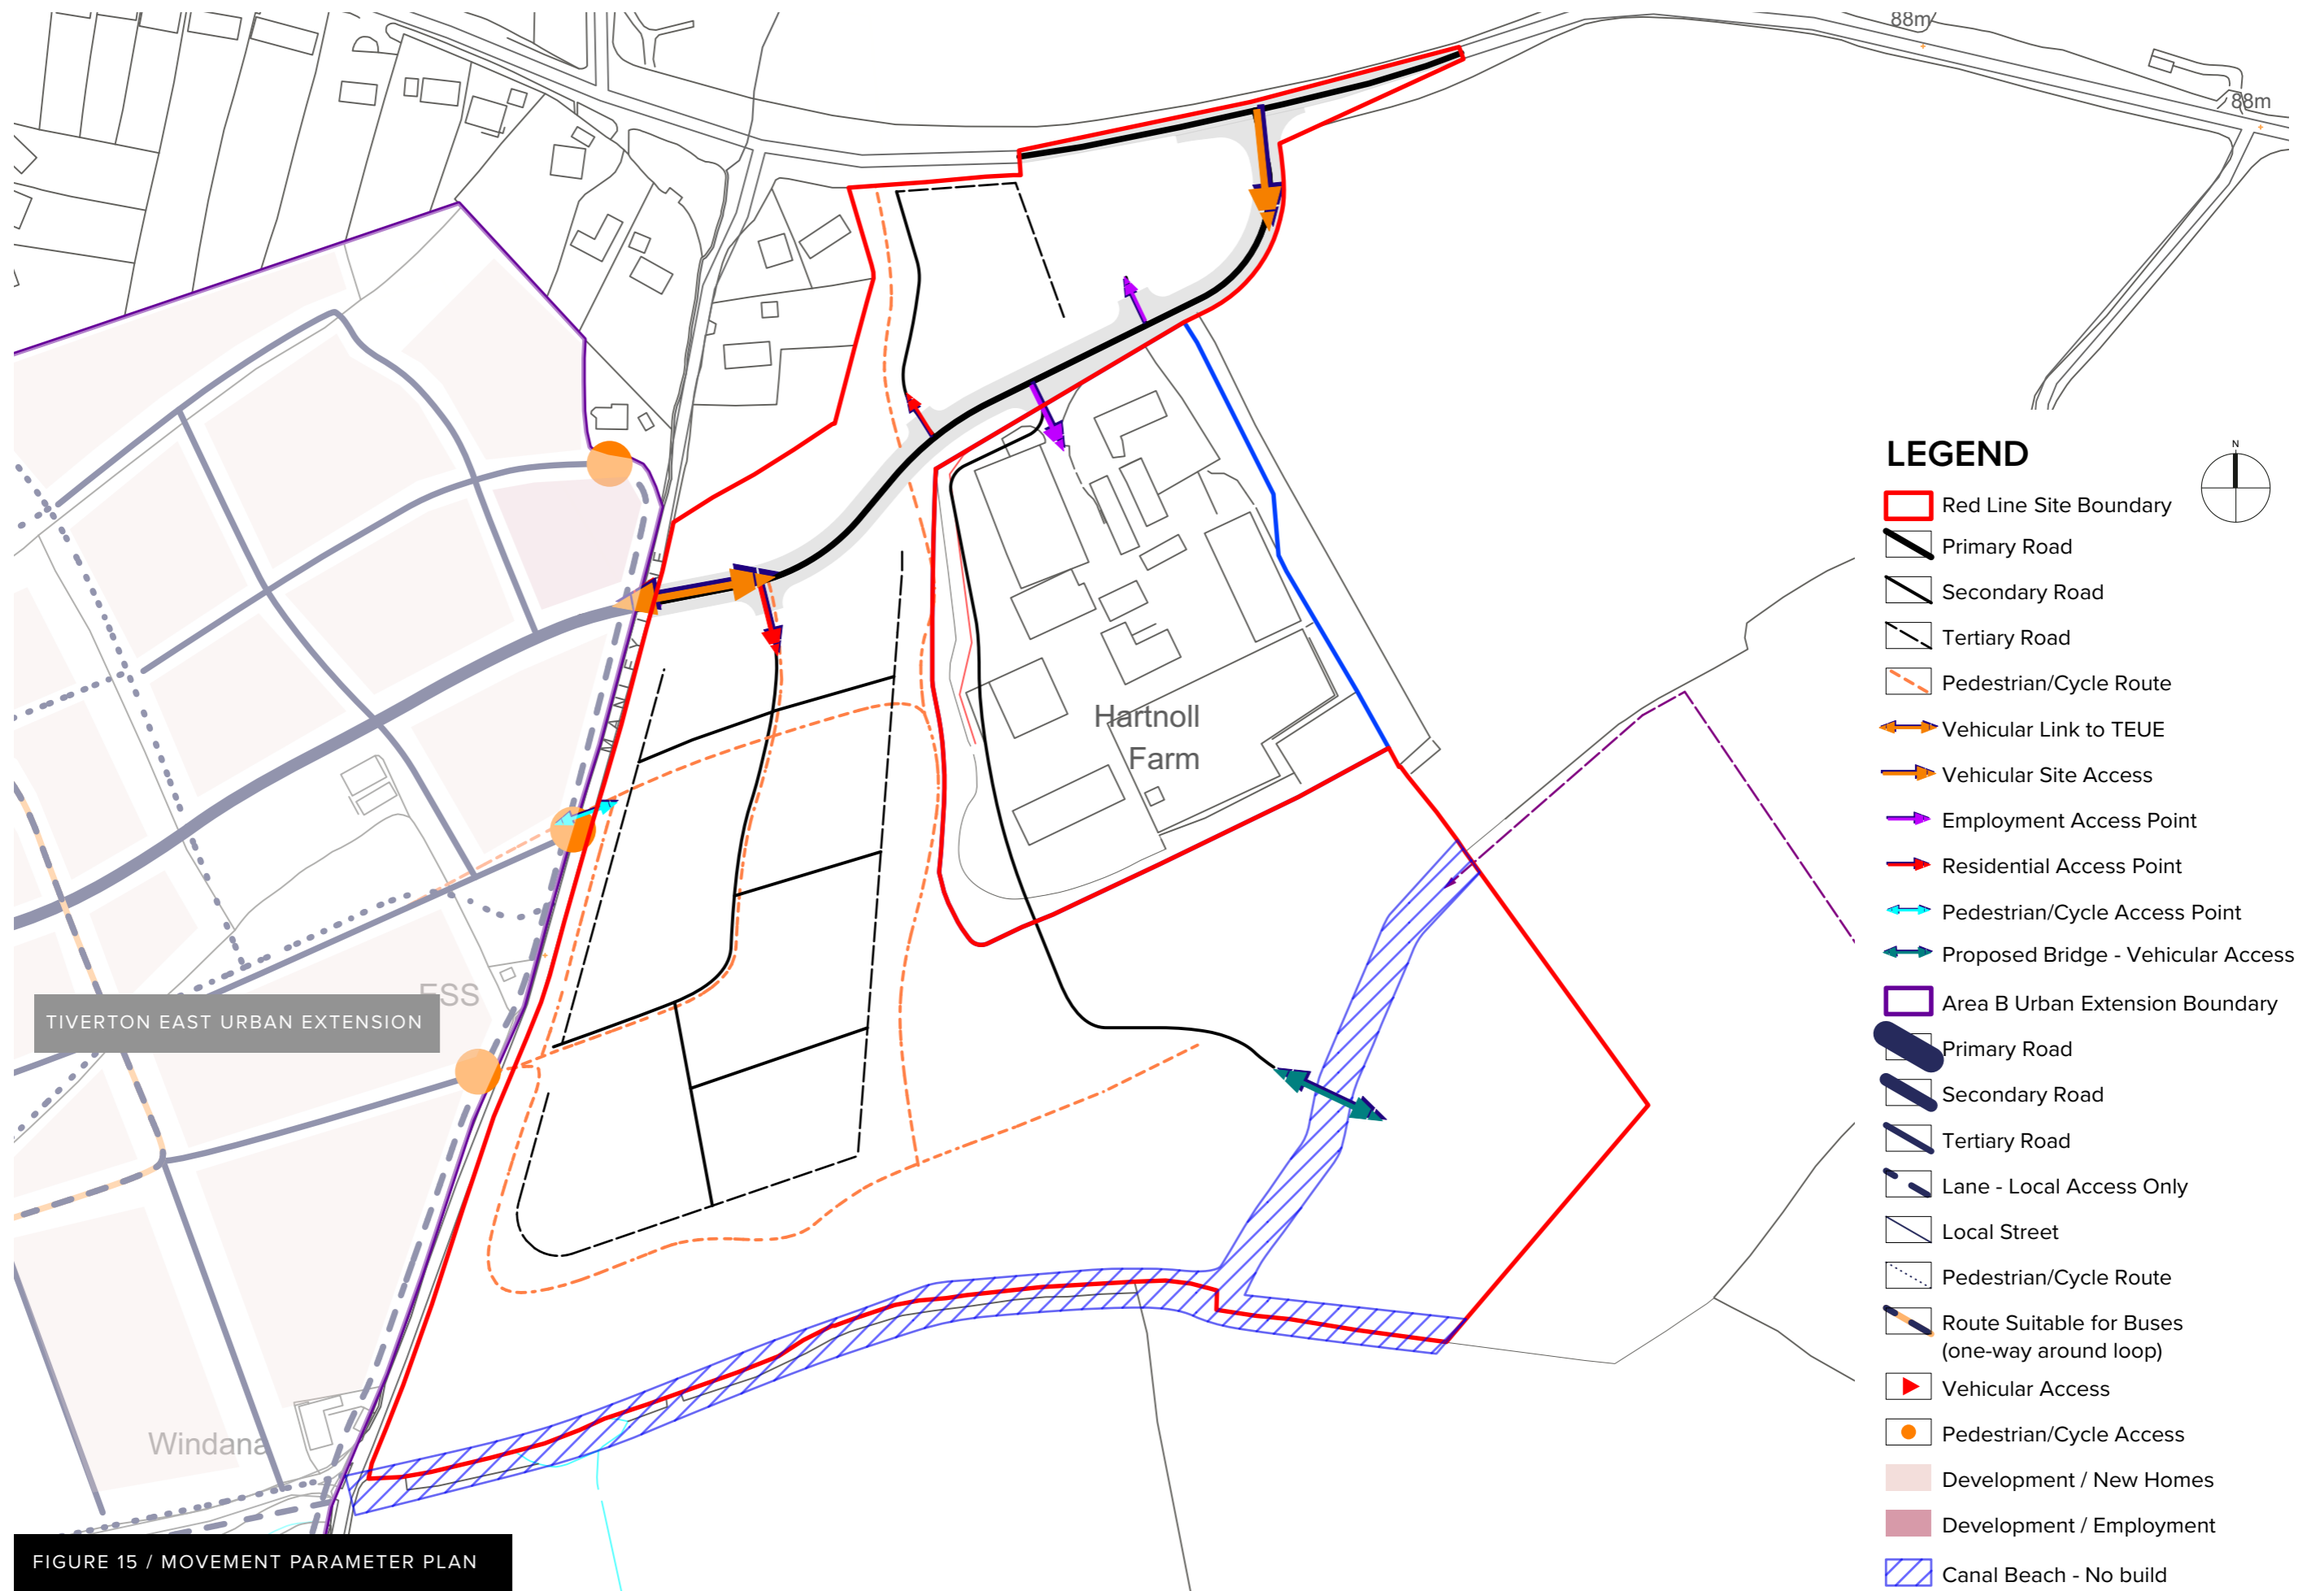 88m
88m
LEGEND
N
Red Line Site Boundary
Primary Road
Secondary Road
Tertiary Road
Pedestrian/Cycle Route
Vehicular Link to TEUE
Vehicular Site Access
Employment Access Point
Residential Access Point
Pedestrian/Cycle Access Point
Proposed Bridge - Vehicular Access
Area B Urban Extension Boundary
Primary Road
Secondary Road
Tertiary Road
Lane - Local Access Only
Local Street
Pedestrian/Cycle Route
Route Suitable for Buses
(one-way around loop)
Vehicular Access
Pedestrian/Cycle Access
Development / New Homes
Development / Employment
Canal Beach - No build
Hartnoll
Farm
ESS
TIVERTON EAST URBAN EXTENSION
Windana
FIGURE 15 / MOVEMENT PARAMETER PLAN